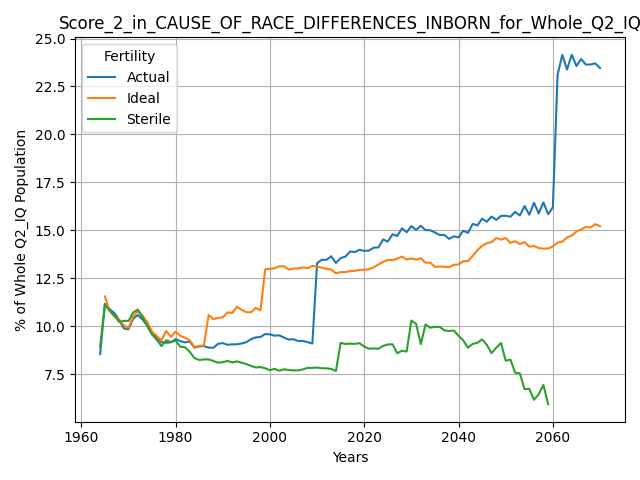 Score_2_in_CAUSE_OF_RACE_DIFFERENCES_INBORN_for_Whole_Q2_IQ
25.0
22.5
20.0
17.5
15.0
12.5
10.0
7.5
% of Whole Q2_IQ Population
Fertility
Actual
Ideal
Sterile
1960
1980
2000
2020
2040
2060
Years